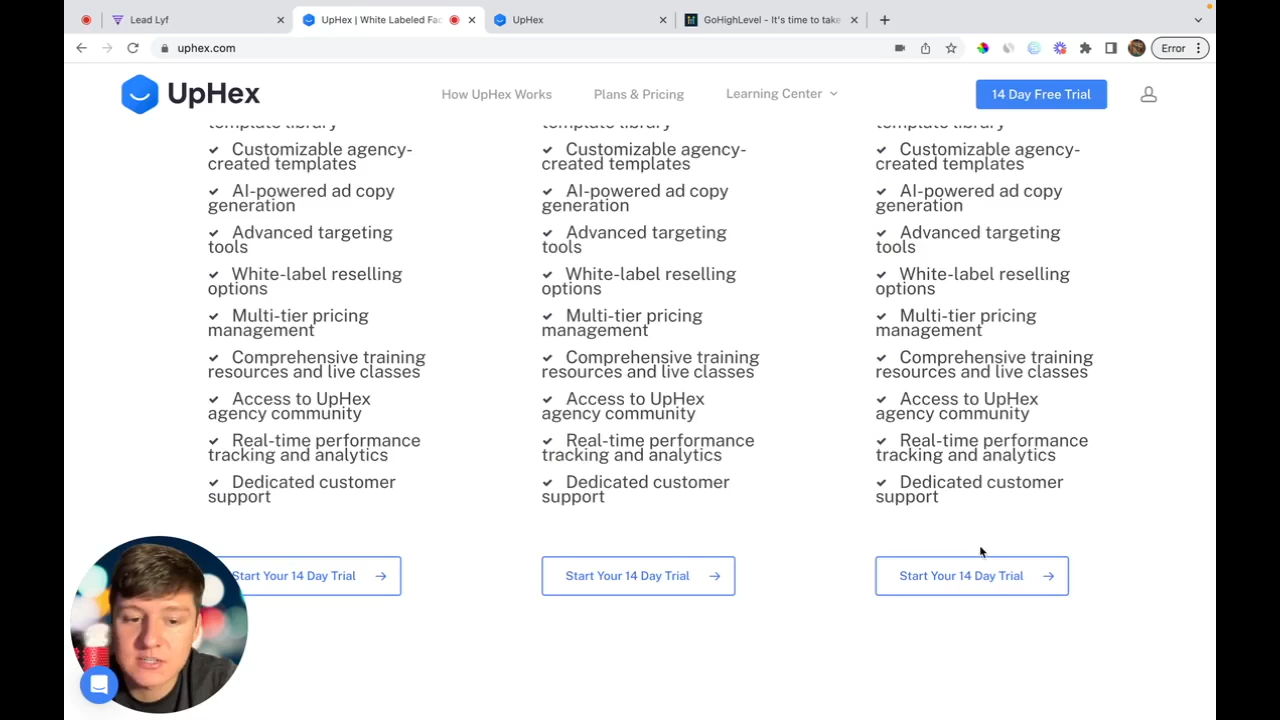 Lead Lyf
UpHex | White Labeled Fac
UpHex
GoHighLevel - It's time to take
uphex.com
Error
UpHex
How UpHex Works
Plans & Pricing
Learning Center
14 Day Free Trial
template library
template library
template library
Customizable agency-
created templates
AI-powered ad copy
generation
Advanced targeting
tools
White-label reselling
options
Multi-tier pricing
management
Comprehensive training
resources and live classes
Access to UpHex
agency community
Real-time performance
tracking and analytics
Dedicated customer
support
Start Your 14 Day Trial
Customizable agency-
created templates
AI-powered ad copy
generation
Advanced targeting
tools
White-label reselling
options
Multi-tier pricing
management
Comprehensive training
resources and live classes
Access to UpHex
agency community
Real-time performance
tracking and analytics
Dedicated customer
support
Start Your 14 Day Trial
Customizable agency-
created templates
AI-powered ad copy
generation
Advanced targeting
tools
White-label reselling
options
Multi-tier pricing
management
Comprehensive training
resources and live classes
Access to UpHex
agency community
Real-time performance
tracking and analytics
Dedicated customer
support
Start Your 14 Day Trial